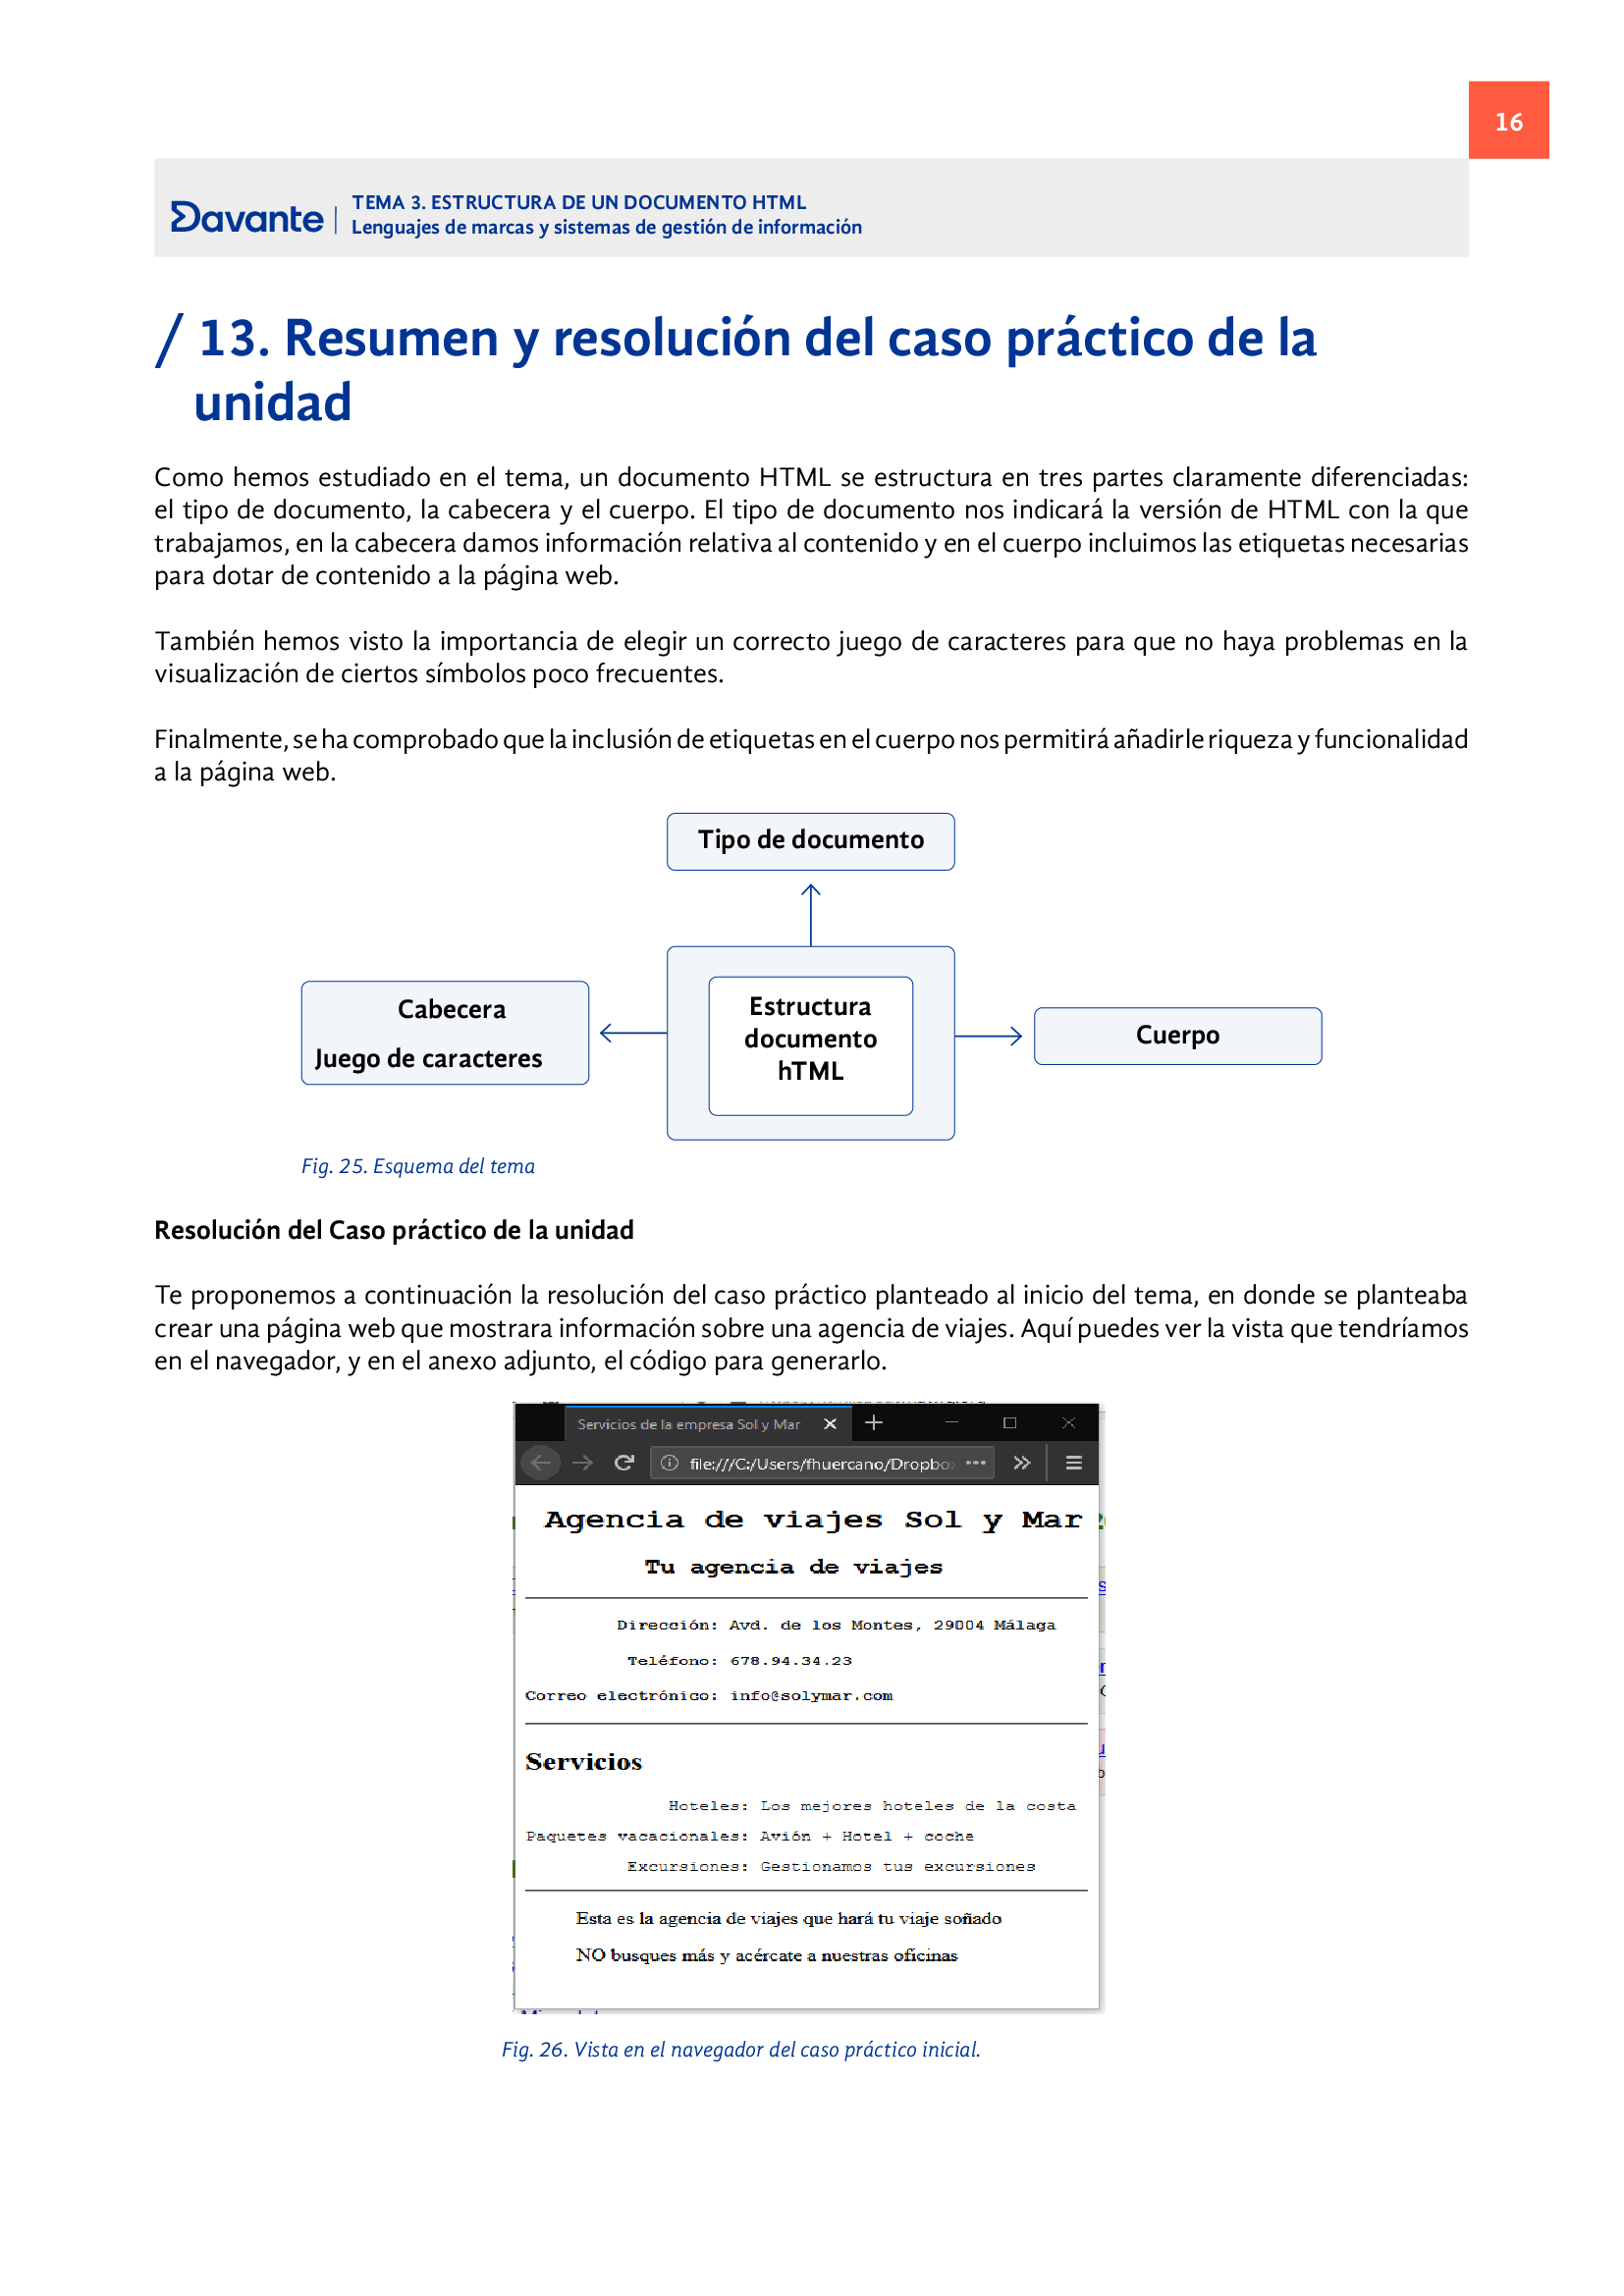 16
Davante
TEMA 3. ESTRUCTURA DE UN DOCUMENTO HTML
Lenguajes de marcas y sistemas de gestión de información
/ 13. Resumen y resolución del caso práctico de la
unidad
Como hemos estudiado en el tema, un documento HTML se estructura en tres partes claramente diferenciadas:
el tipo de documento, la cabecera y el cuerpo. El tipo de documento nos indicará la versión de HTML con la que
trabajamos, en la cabecera damos información relativa al contenido y en el cuerpo incluimos las etiquetas necesarias
para dotar de contenido a la página web.
También hemos visto la importancia de elegir un correcto juego de caracteres para que no haya problemas en la
visualización de ciertos símbolos poco frecuentes.
Finalmente, se ha comprobado que la inclusión de etiquetas en el cuerpo nos permitirá añadirle riqueza y funcionalidad
a la página web.
Tipo de documento
Cabecera
Juego de caracteres
Estructura
documento
hTML
Cuerpo
Fig. 25. Esquema del tema
Resolución del Caso práctico de la unidad
Te proponemos a continuación la resolución del caso práctico planteado al inicio del tema, en donde se planteaba
crear una página web que mostrara información sobre una agencia de viajes. Aquí puedes ver la vista que tendríamos
en el navegador, y en el anexo adjunto, el código para generarlo.
Servicios de la empresa Sol y Mar
file:///C:/Users/fhuercano/Dropbo
Agencia de viajes Sol y Mar
Tu agencia de viajes
Dirección: Avd. de los Montes, 29004 Málaga
Teléfono: 678.94.34.23
Correo electrónico: info@solymar.com
Servicios
Hoteles: Los mejores hoteles de la costa
Paquetes vacacionales: Avión + Hotel + coche
Excursiones: Gestionamos tus excursiones
Esta es la agencia de viajes que hará tu viaje soñado
NO busques más y acércate a nuestras oficinas
Fig. 26. Vista en el navegador del caso práctico inicial.